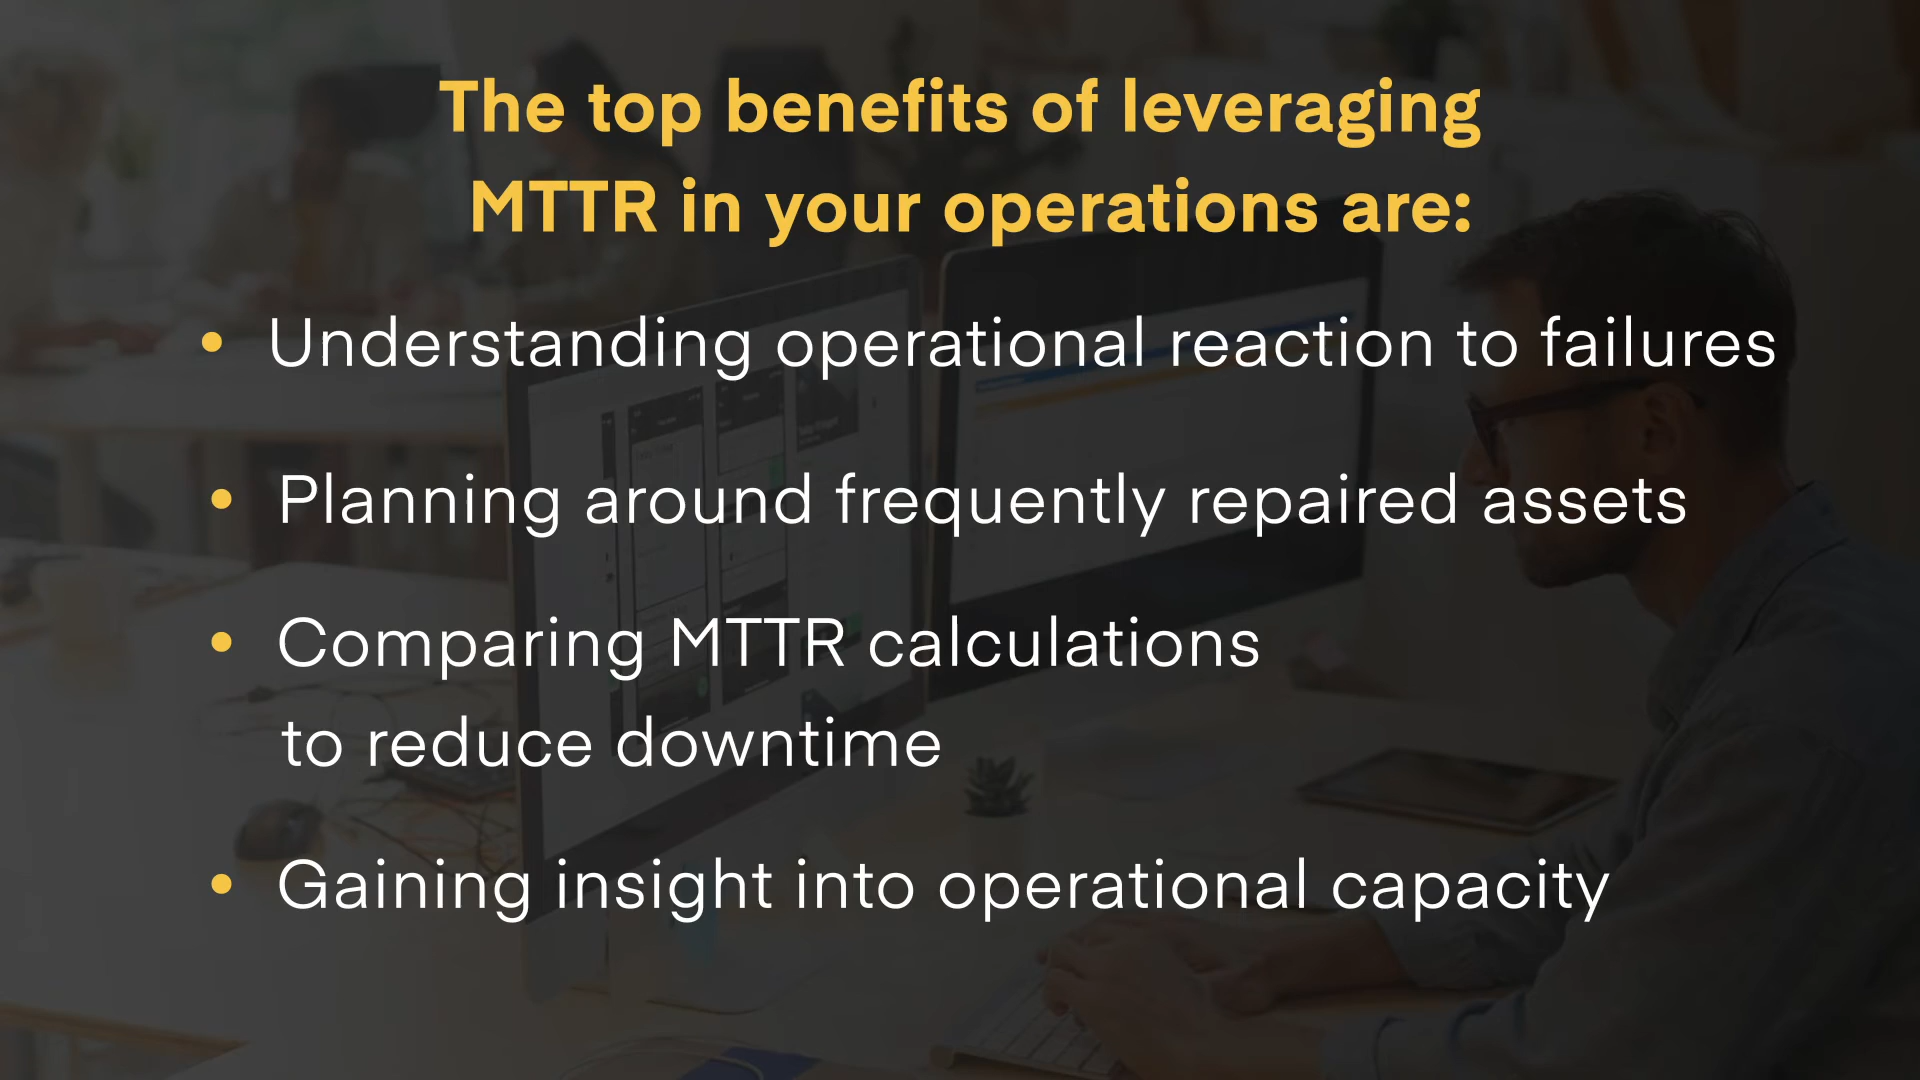 The top benefits of leveraging
MTTR in your operations are:
• Understanding operational reaction to failures
• Planning around frequently repaired assets
• Comparing MTTR calculations
to reduce downtime
• Gaining insight into operational capacity